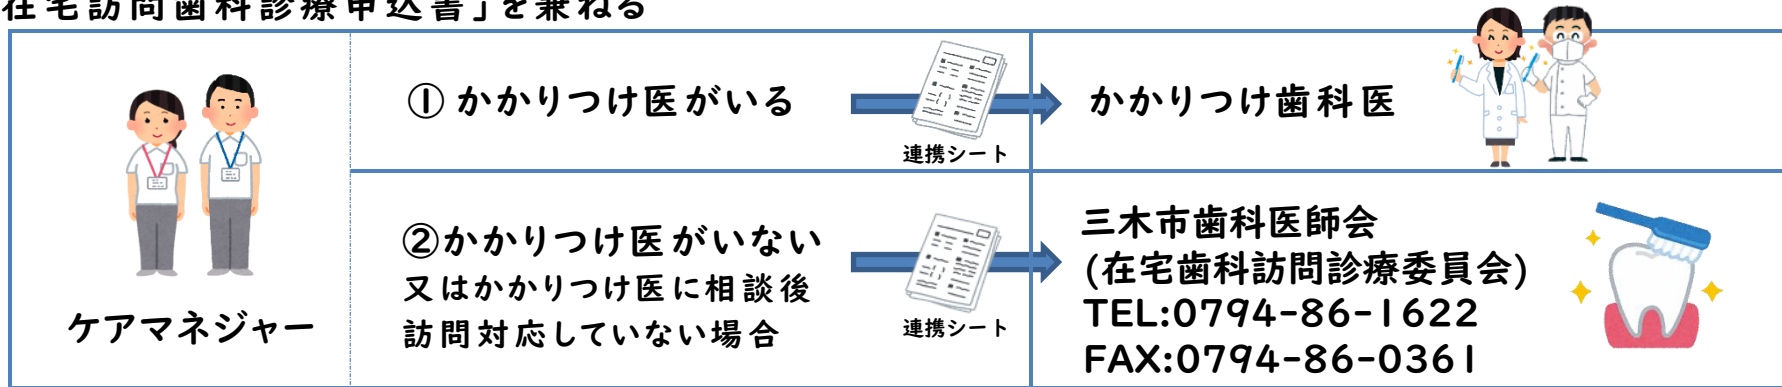 在宅訪問歯科診療申込書」を兼ねる
① かかりつけ医がいる
連携シート
かかりつけ歯科医
ケアマネジャー
②かかりつけ医がいない
又はかかりつけ医に相談後
訪問対応していない場合
連携シート
三木市歯科医師会
(在宅歯科訪問診療委員会)
TEL:0794-86-1622
FAX:0794-86-0361